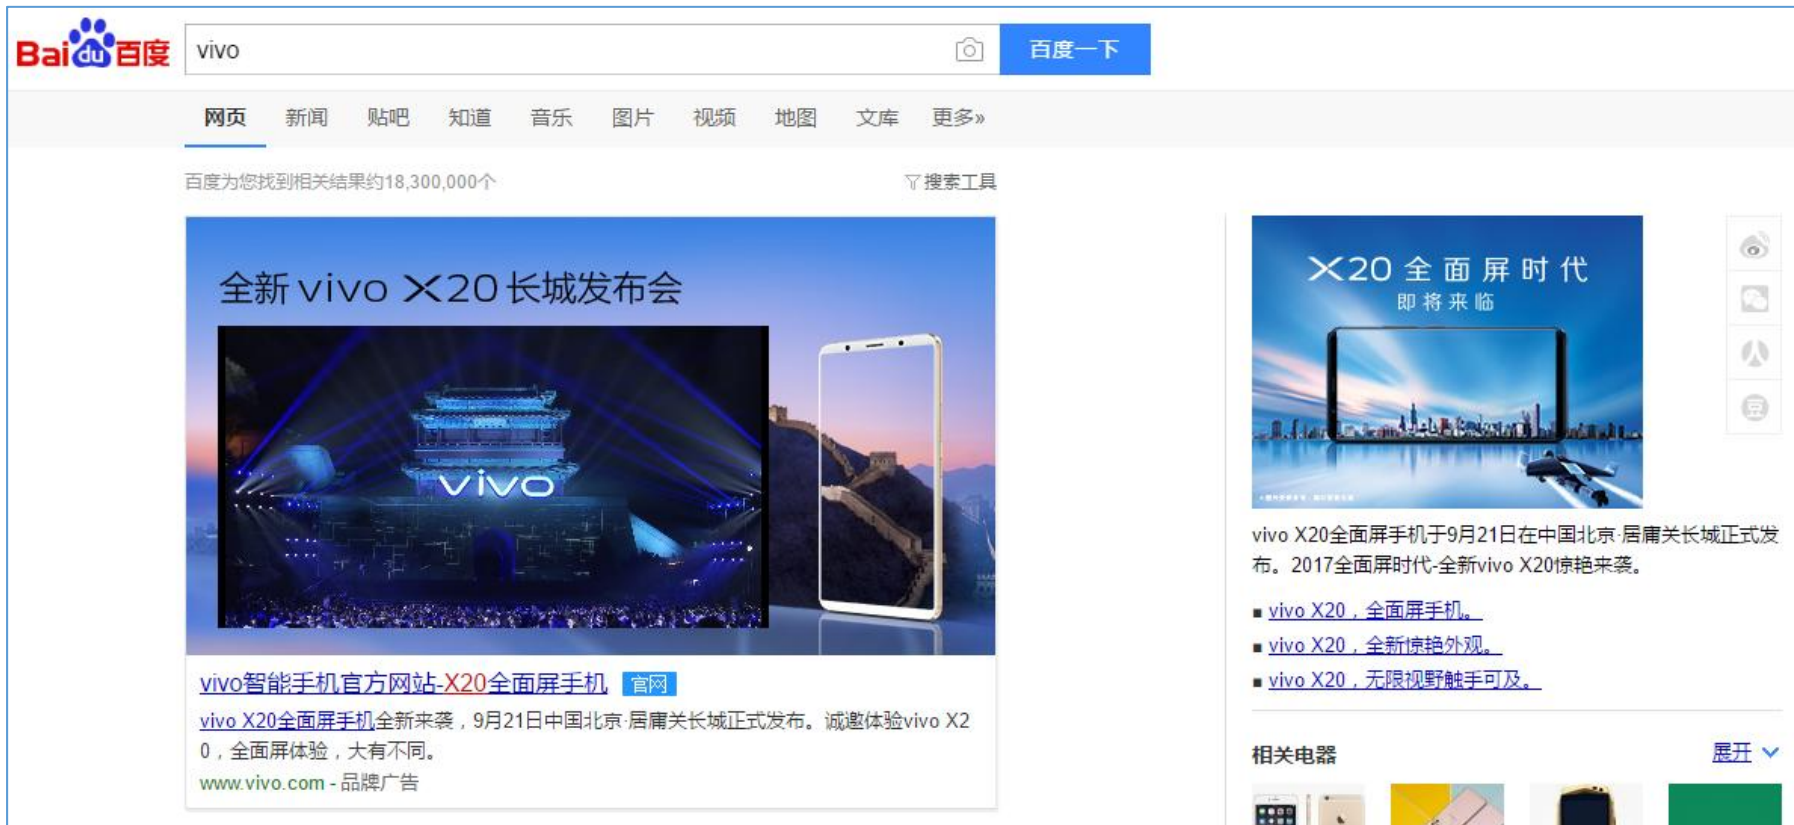 Bai du 百度
vivo
百度一下
网页 新闻 贴吧 知道 音乐 图片 视频 地图 文库 更多»
百度为您找到相关结果约18,300,000个
搜索工具
全新 vivo X20 长城发布会
vivo
vivo智能手机官方网站-X20全面屏手机 官网
vivo X20全面屏手机全新来袭，9月21日中国北京·居庸关长城正式发布。诚邀体验vivo X2
0，全面屏体验，大有不同。
www.vivo.com - 品牌广告
X20 全面屏时代
即将来临
vivo X20全面屏手机于9月21日在中国北京·居庸关长城正式发
布。2017全面屏时代-全新vivo X20惊艳来袭。
■ vivo X20，全面屏手机。
■ vivo X20，全新惊艳外观。
■ vivo X20，无限视野触手可及。
相关电器
展开
豆